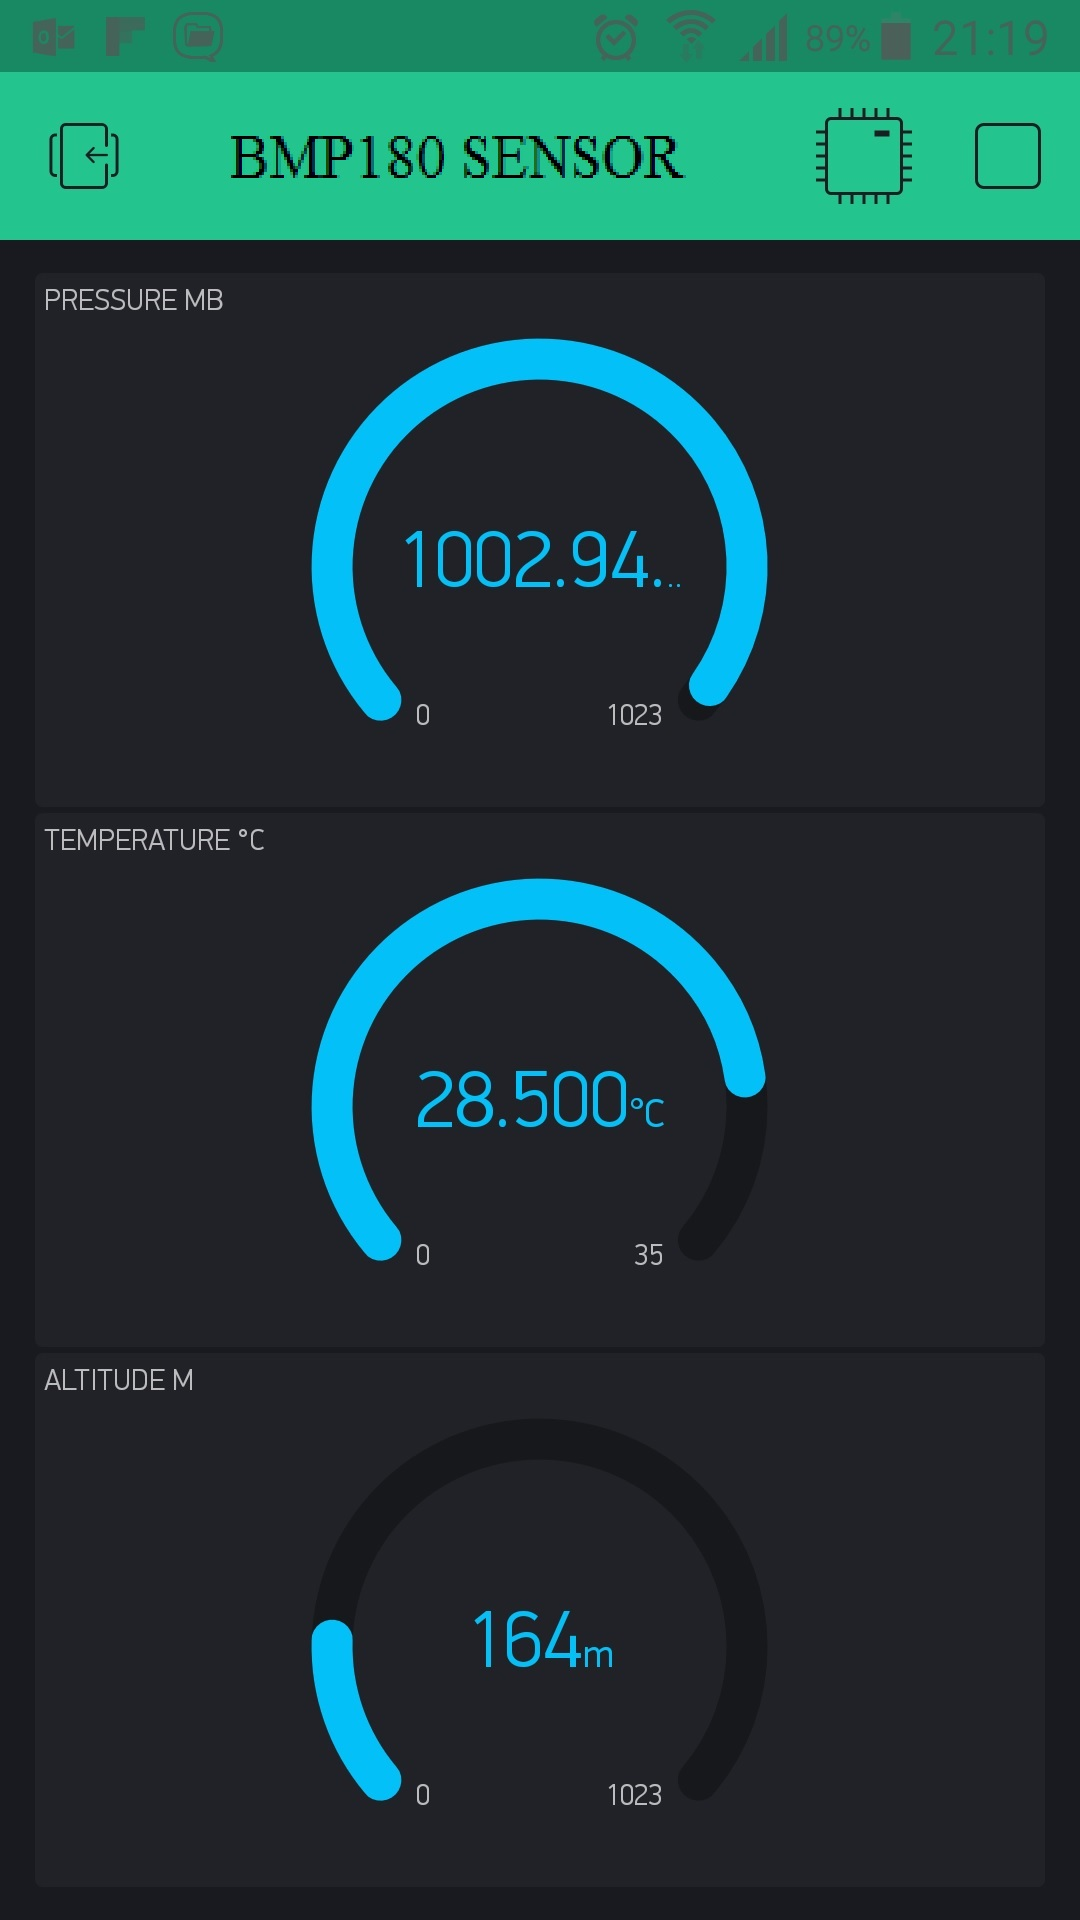 89% 21:19
BMP180 SENSOR
PRESSURE MB
1002.94...
0 1023
TEMPERATURE °C
28.500°C
0 35
ALTITUDE M
164m
0 1023